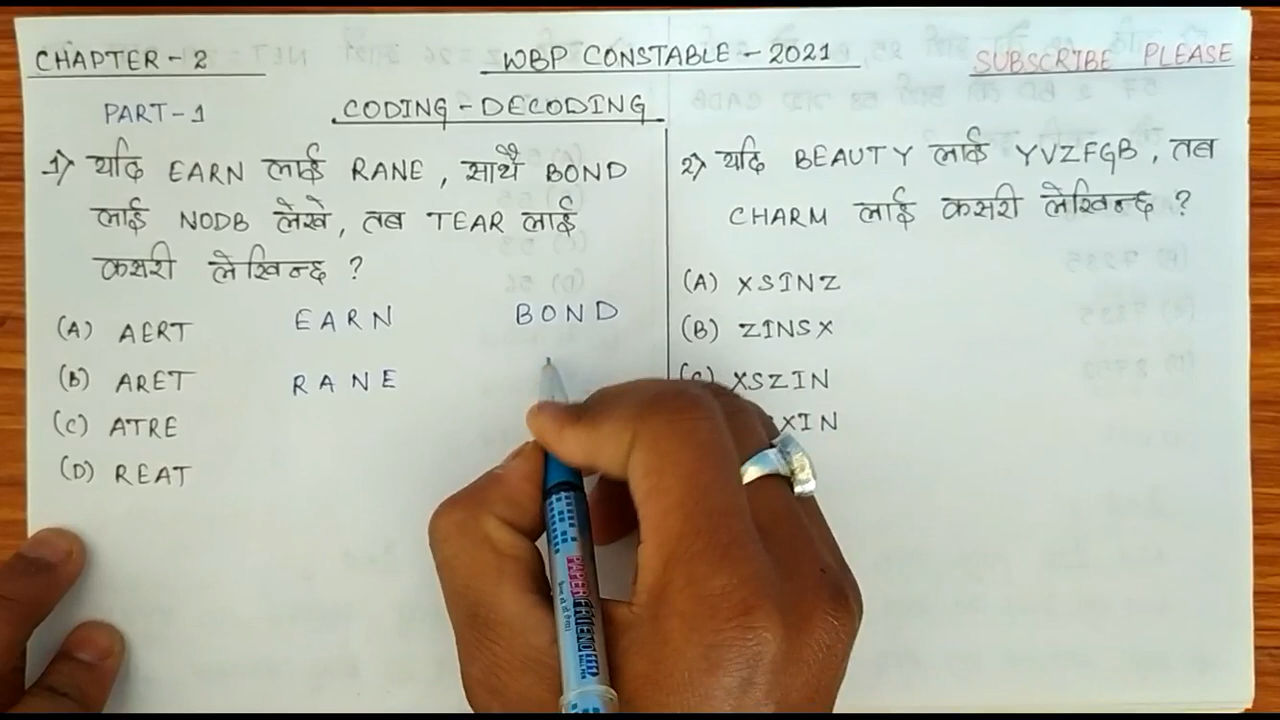 CHAPTER - 2
WBP CONSTABLE - 2021
SUBSCRIBE PLEASE
PART - 1
CODING - DECODING
1) यदि EARN लाई RANE , साथै BOND
लाई NODB लेखे, तब TEAR लाई
कसरी लेखिन्छ ?
(A) AERT
(B) ARET
(C) ATRE
(D) REAT
EARN
BOND
RANE
2) यदि BEAUTY लाई YVZFGB , तब
CHARM लाई कसरी लेखिन्छ ?
(A) XSINZ
(B) ZINSX
XSZIN
XIN
PAPER FRIEND